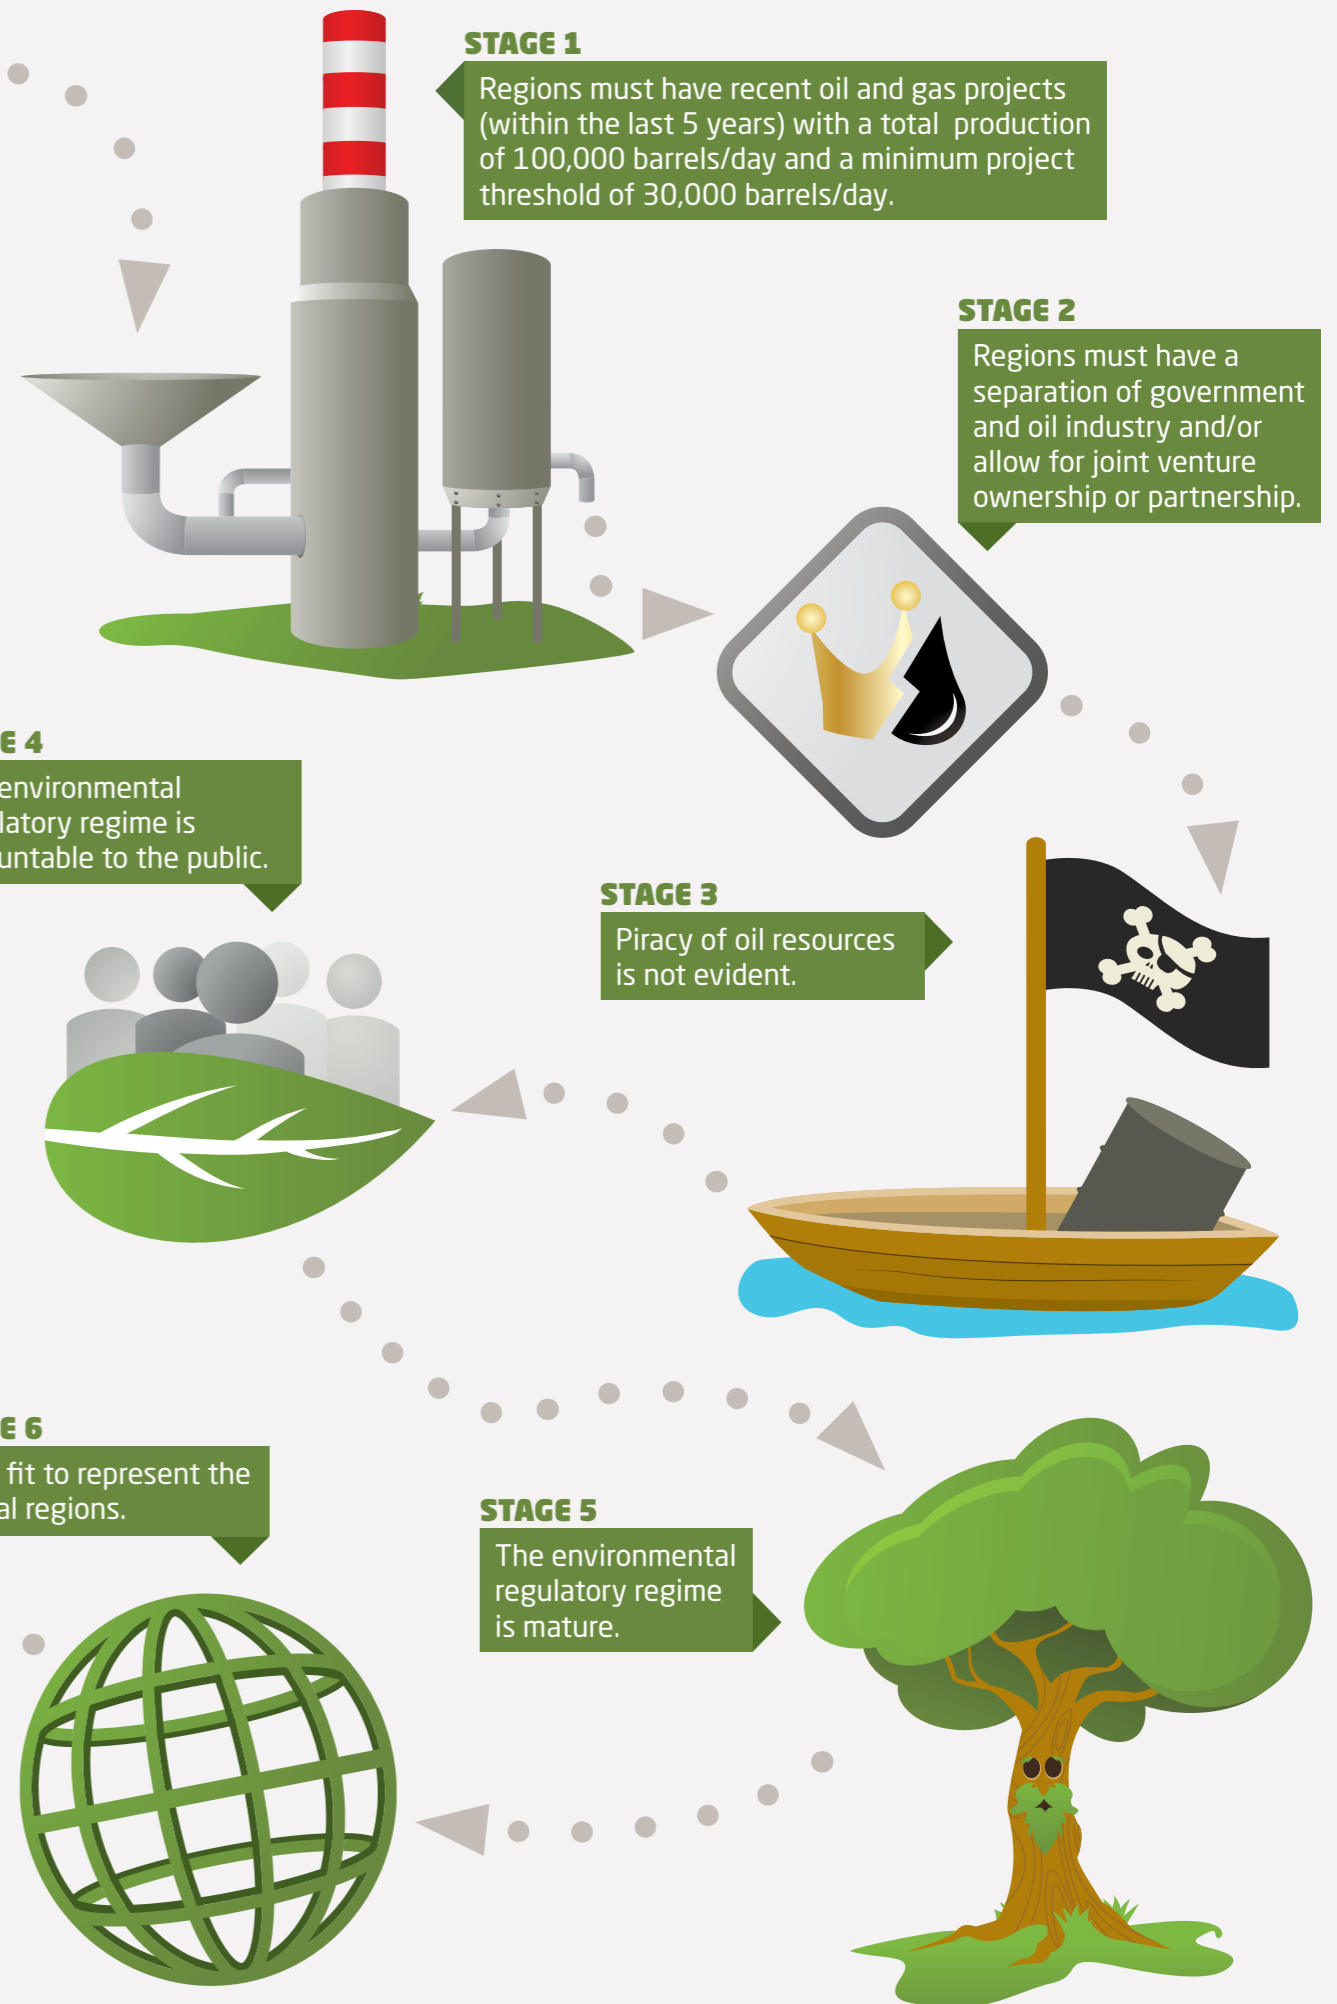 STAGE 1
Regions must have recent oil and gas projects
(within the last 5 years) with a total production
of 100,000 barrels/day and a minimum project
threshold of 30,000 barrels/day.
STAGE 2
Regions must have a
separation of government
and oil industry and/or
allow for joint venture
ownership or partnership.
STAGE 3
Piracy of oil resources
is not evident.
E 4
environmental
latory regime is
untable to the public.
STAGE 5
The environmental
regulatory regime
is mature.
E 6
fit to represent the
al regions.